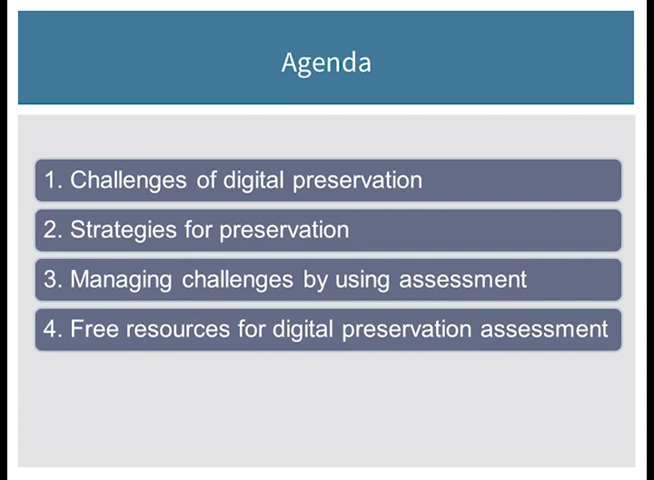 Agenda
1. Challenges of digital preservation
2. Strategies for preservation
3. Managing challenges by using assessment
4. Free resources for digital preservation assessment